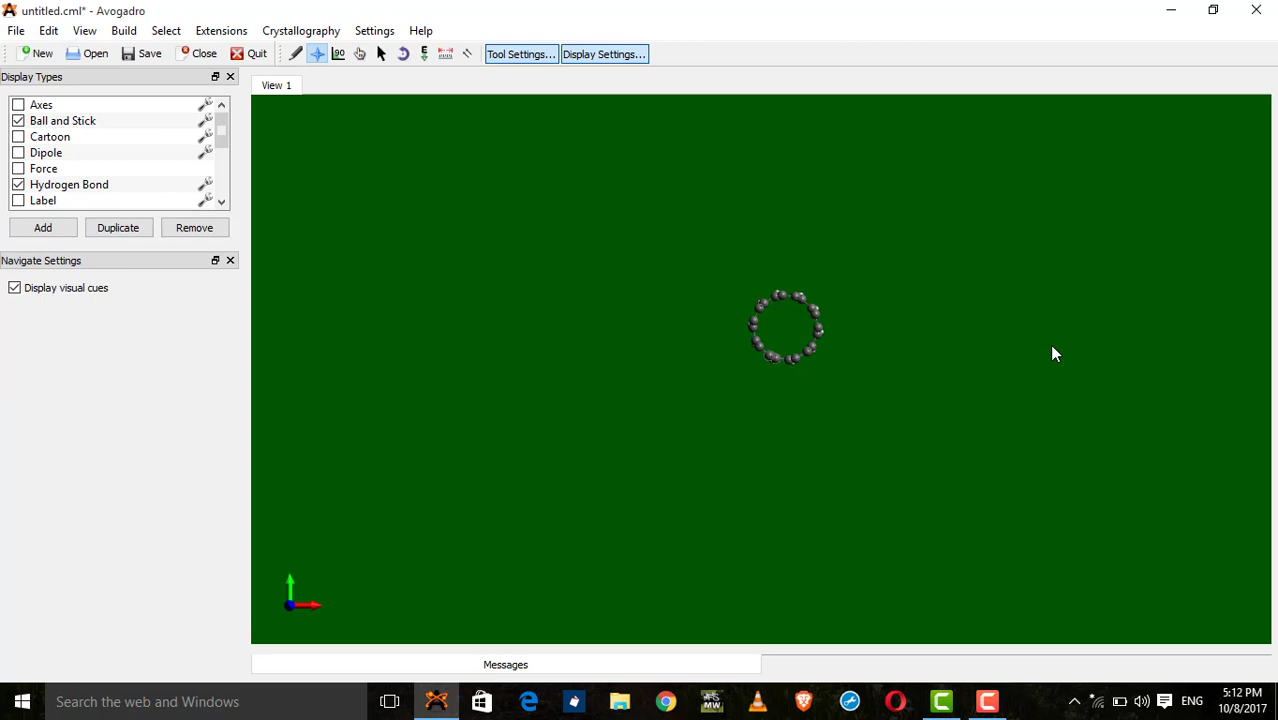 untitled.cml* - Avogadro
File Edit View Build Select Extensions Crystallography Settings Help
New Open Save Close Quit 90 E Tool Settings... Display Settings...
Display Types
View 1
Axes
Ball and Stick
Cartoon
Dipole
Force
Hydrogen Bond
Label
Add Duplicate Remove
Navigate Settings
Display visual cues
Messages
Search the web and Windows
MW
ENG
5:12 PM
10/8/2017